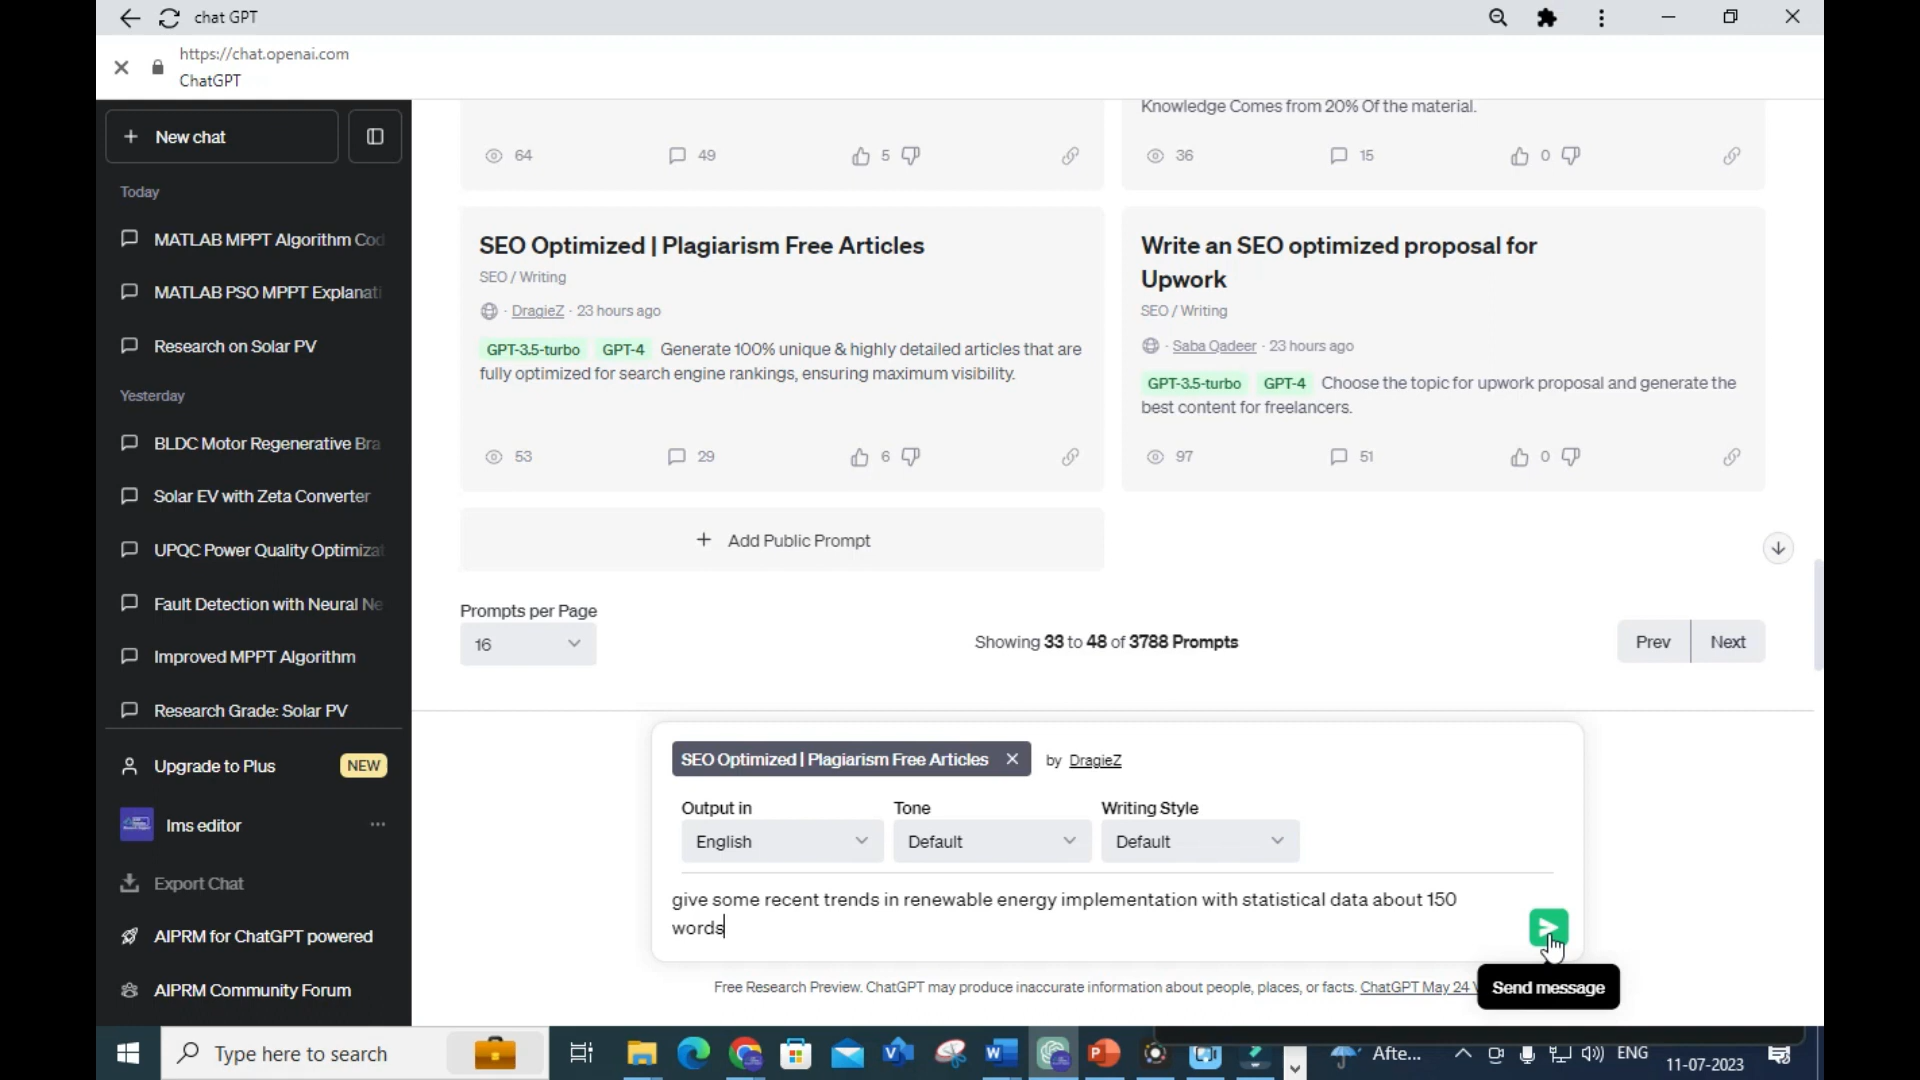 chat GPT
https://chat.openai.com
ChatGPT
New chat
Today
MATLAB MPPT Algorithm Cod
MATLAB PSO MPPT Explanati
Research on Solar PV
Yesterday
BLDC Motor Regenerative Bra
Solar EV with Zeta Converter
UPQC Power Quality Optimizat
Fault Detection with Neural Ne
Improved MPPT Algorithm
Research Grade: Solar PV
Upgrade to Plus NEW
lms editor
Export Chat
AIPRM for ChatGPT powered
AIPRM Community Forum
Knowledge Comes from 20% Of the material.
64 49 5
36 15 0
SEO Optimized | Plagiarism Free Articles
SEO / Writing
· DragieZ · 23 hours ago
GPT-3.5-turbo GPT-4 Generate 100% unique & highly detailed articles that are
fully optimized for search engine rankings, ensuring maximum visibility.
53 29 6
Write an SEO optimized proposal for
Upwork
SEO / Writing
· Saba Qadeer · 23 hours ago
GPT-3.5-turbo GPT-4 Choose the topic for upwork proposal and generate the
best content for freelancers.
97 51 0
+ Add Public Prompt
Prompts per Page
16
Showing 33 to 48 of 3788 Prompts
Prev Next
SEO Optimized | Plagiarism Free Articles by DragieZ
Output in Tone Writing Style
English Default Default
give some recent trends in renewable energy implementation with statistical data about 150
words
Free Research Preview. ChatGPT may produce inaccurate information about people, places, or facts. ChatGPT May 24 V
Send message
Type here to search
Afte... ENG
11-07-2023